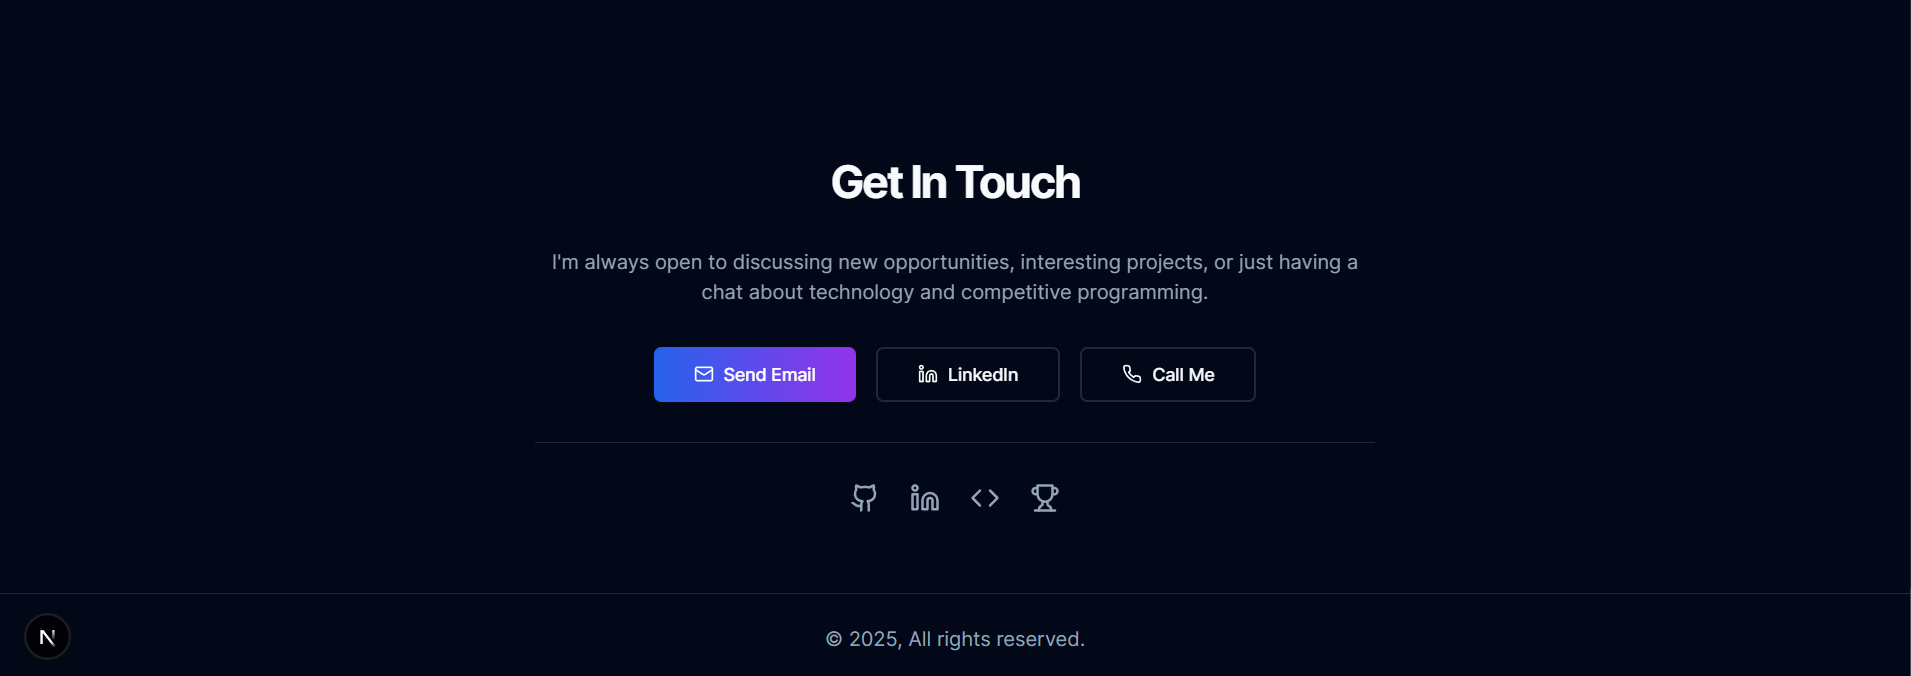 Get In Touch
I'm always open to discussing new opportunities, interesting projects, or just having a
chat about technology and competitive programming.
Send Email
LinkedIn
Call Me
© 2025, All rights reserved.